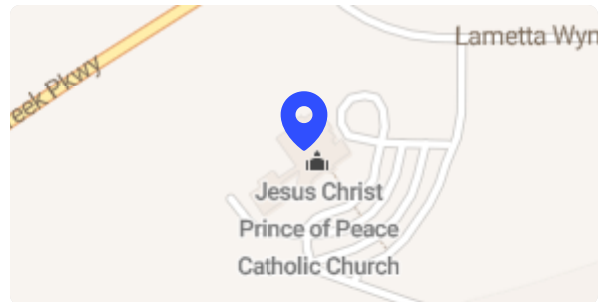 Lametta Wyn
eek Pkwy
Jesus Christ
Prince of Peace
Catholic Church